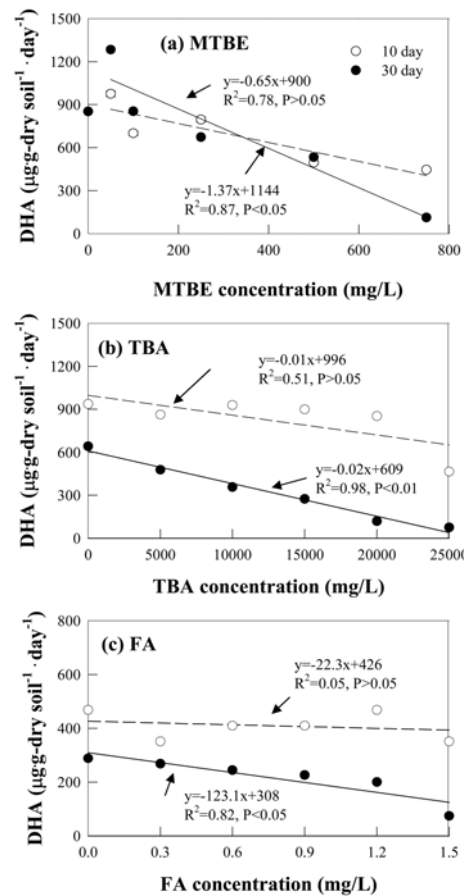 (a) MTBE
10 day
30 day
y=-0.65x+900
R²=0.78, P>0.05
y=-1.37x+1144
R²=0.87, P<0.05
DHA (μg·g-dry soil⁻¹ · day⁻¹)
1500
1200
900
600
300
0
0 200 400 600 800
MTBE concentration (mg/L)
(b) TBA
y=-0.01x+996
R²=0.51, P>0.05
y=-0.02x+609
R²=0.98, P<0.01
DHA (μg·g-dry soil⁻¹ · day⁻¹)
1500
1200
900
600
300
0
0 5000 10000 15000 20000 25000
TBA concentration (mg/L)
(c) FA
y=-22.3x+426
R²=0.05, P>0.05
y=-123.1x+308
R²=0.82, P<0.05
DHA (μg·g-dry soil⁻¹ · day⁻¹)
800
600
400
200
0
0.0 0.3 0.6 0.9 1.2 1.5
FA concentration (mg/L)